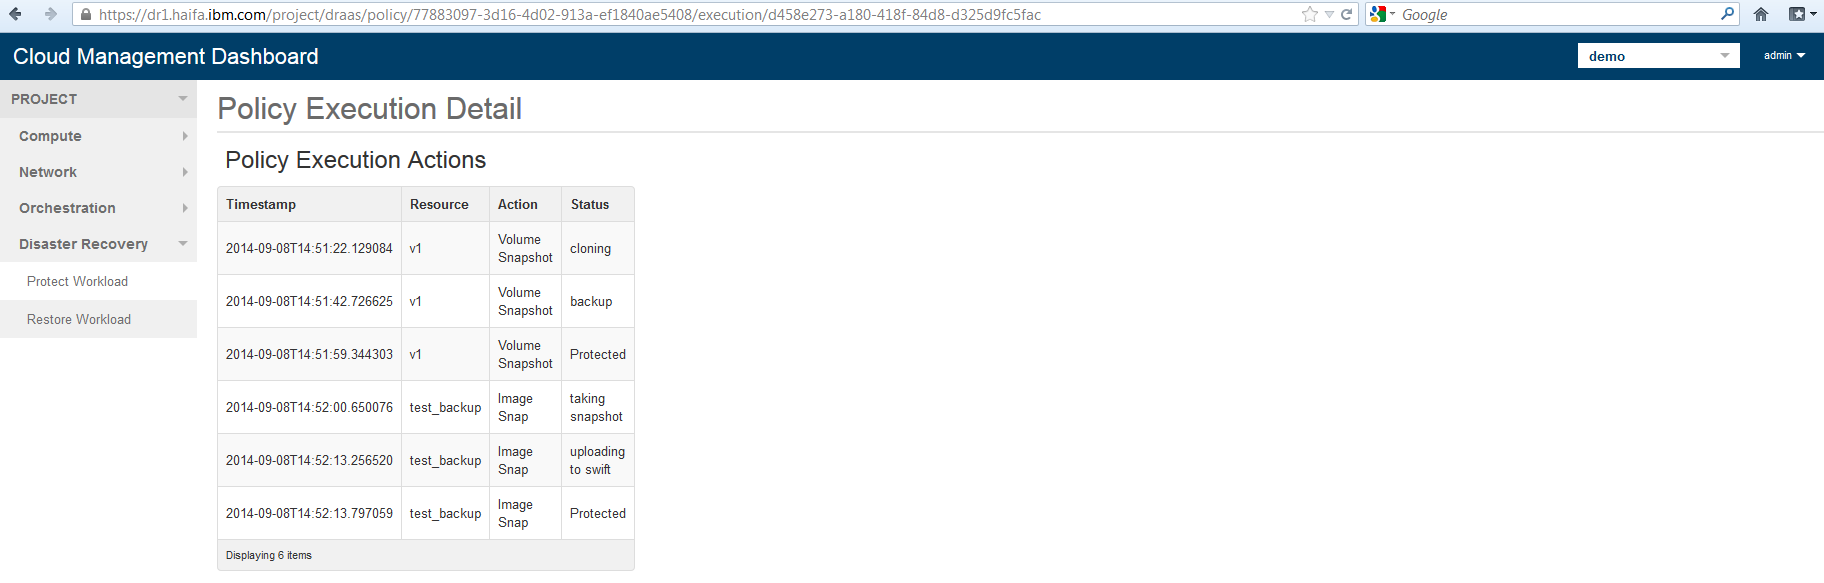 https://dr1.haifa.ibm.com/project/draas/policy/77883097-3d16-4d02-913a-ef1840ae5408/execution/d458e273-a180-418f-84d8-d325d9fc5fac
Google
Cloud Management Dashboard
demo
admin
PROJECT
Compute
Network
Orchestration
Disaster Recovery
Protect Workload
Restore Workload
Policy Execution Detail
Policy Execution Actions
Timestamp Resource Action Status
2014-09-08T14:51:22.129084 v1 Volume Snapshot cloning
2014-09-08T14:51:42.726625 v1 Volume Snapshot backup
2014-09-08T14:51:59.344303 v1 Volume Snapshot Protected
2014-09-08T14:52:00.650076 test_backup Image Snap taking snapshot
2014-09-08T14:52:13.256520 test_backup Image Snap uploading to swift
2014-09-08T14:52:13.797059 test_backup Image Snap Protected
Displaying 6 items